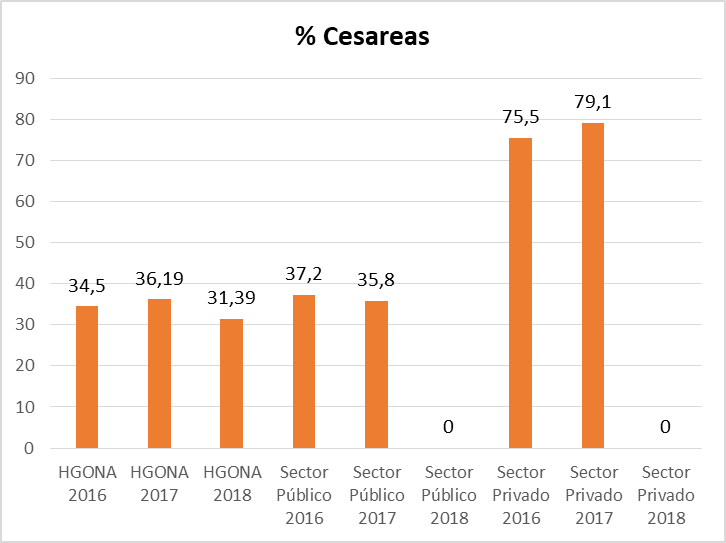 % Cesareas
90
80
70
60
50
40
30
20
10
0
34,5
36,19
31,39
37,2
35,8
0
75,5
79,1
0
HGONA
2016
HGONA
2017
HGONA
2018
Sector
Público
2016
Sector
Público
2017
Sector
Público
2018
Sector
Privado
2016
Sector
Privado
2017
Sector
Privado
2018